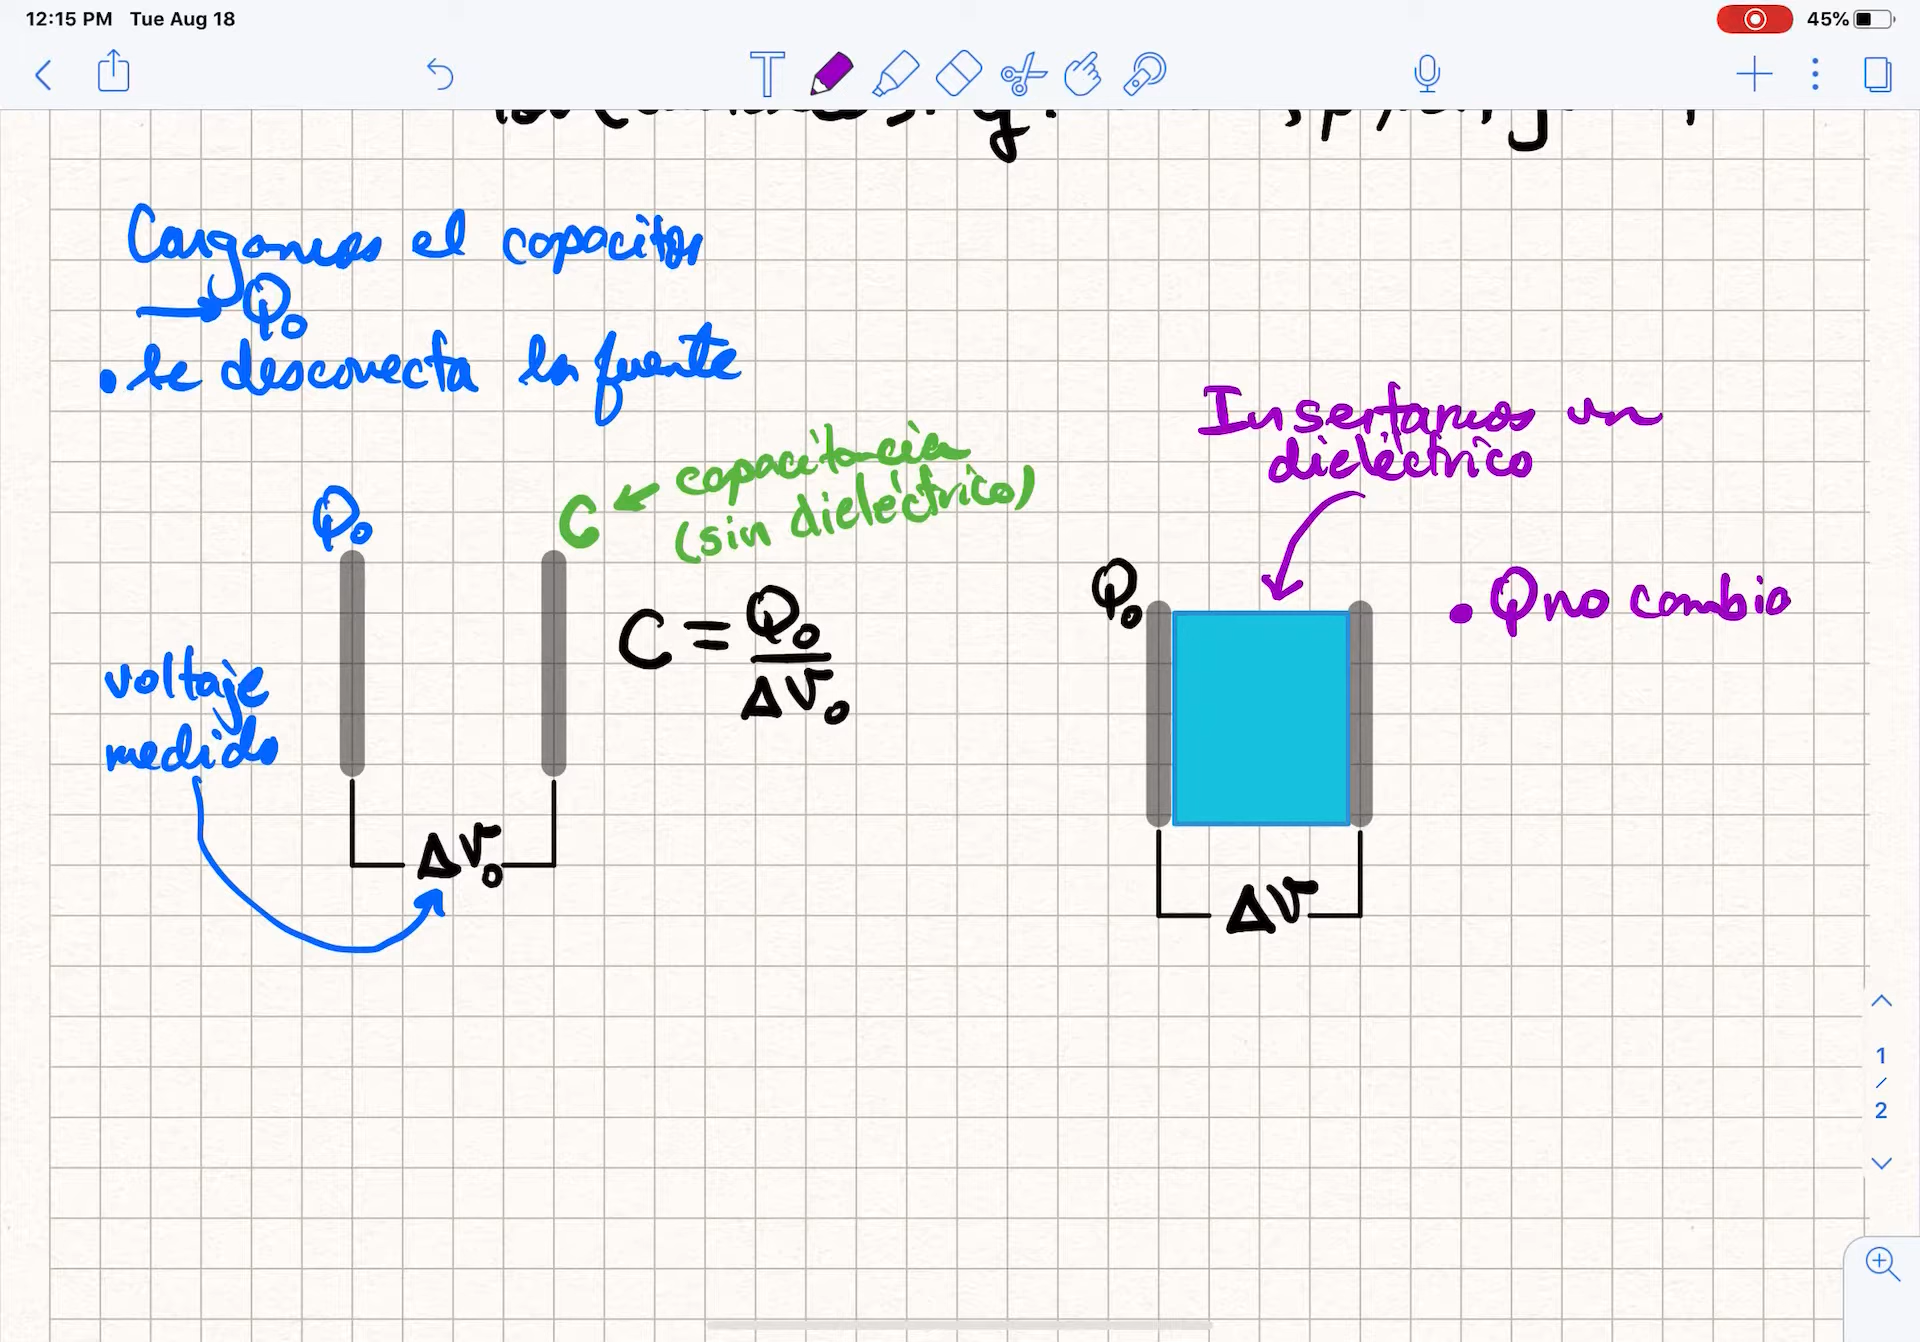 12:15 PM Tue Aug 18
45%
T
Cargamos el capacitor
→ Q₀
• se desconecta la fuente
Insertamos un
dieléctrico
Q₀
C ← capacitancia
(sin dieléctrico)
C = Q₀/ΔV₀
Q₀
• Q no cambia
voltaje
medido
ΔV₀
ΔV
1
/
2